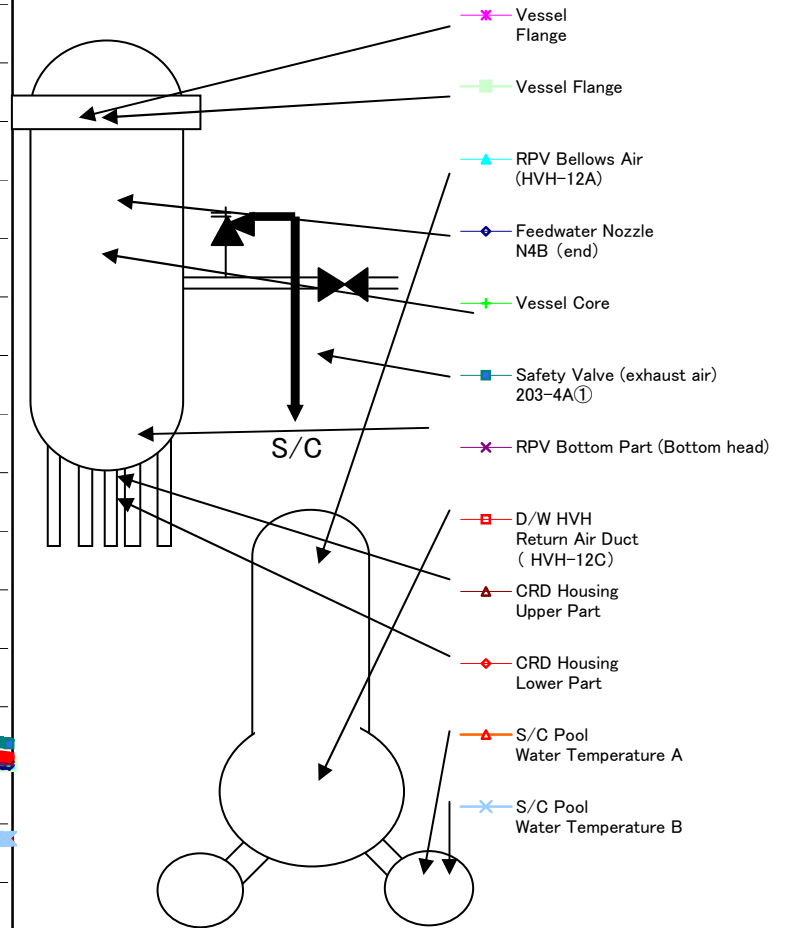 Vessel
Flange
Vessel Flange
RPV Bellows Air
(HVH-12A)
Feedwater Nozzle
N4B (end)
Vessel Core
Safety Valve (exhaust air)
203-4A①
S/C
RPV Bottom Part (Bottom head)
D/W HVH
Return Air Duct
( HVH-12C)
CRD Housing
Upper Part
CRD Housing
Lower Part
S/C Pool
Water Temperature A
S/C Pool
Water Temperature B